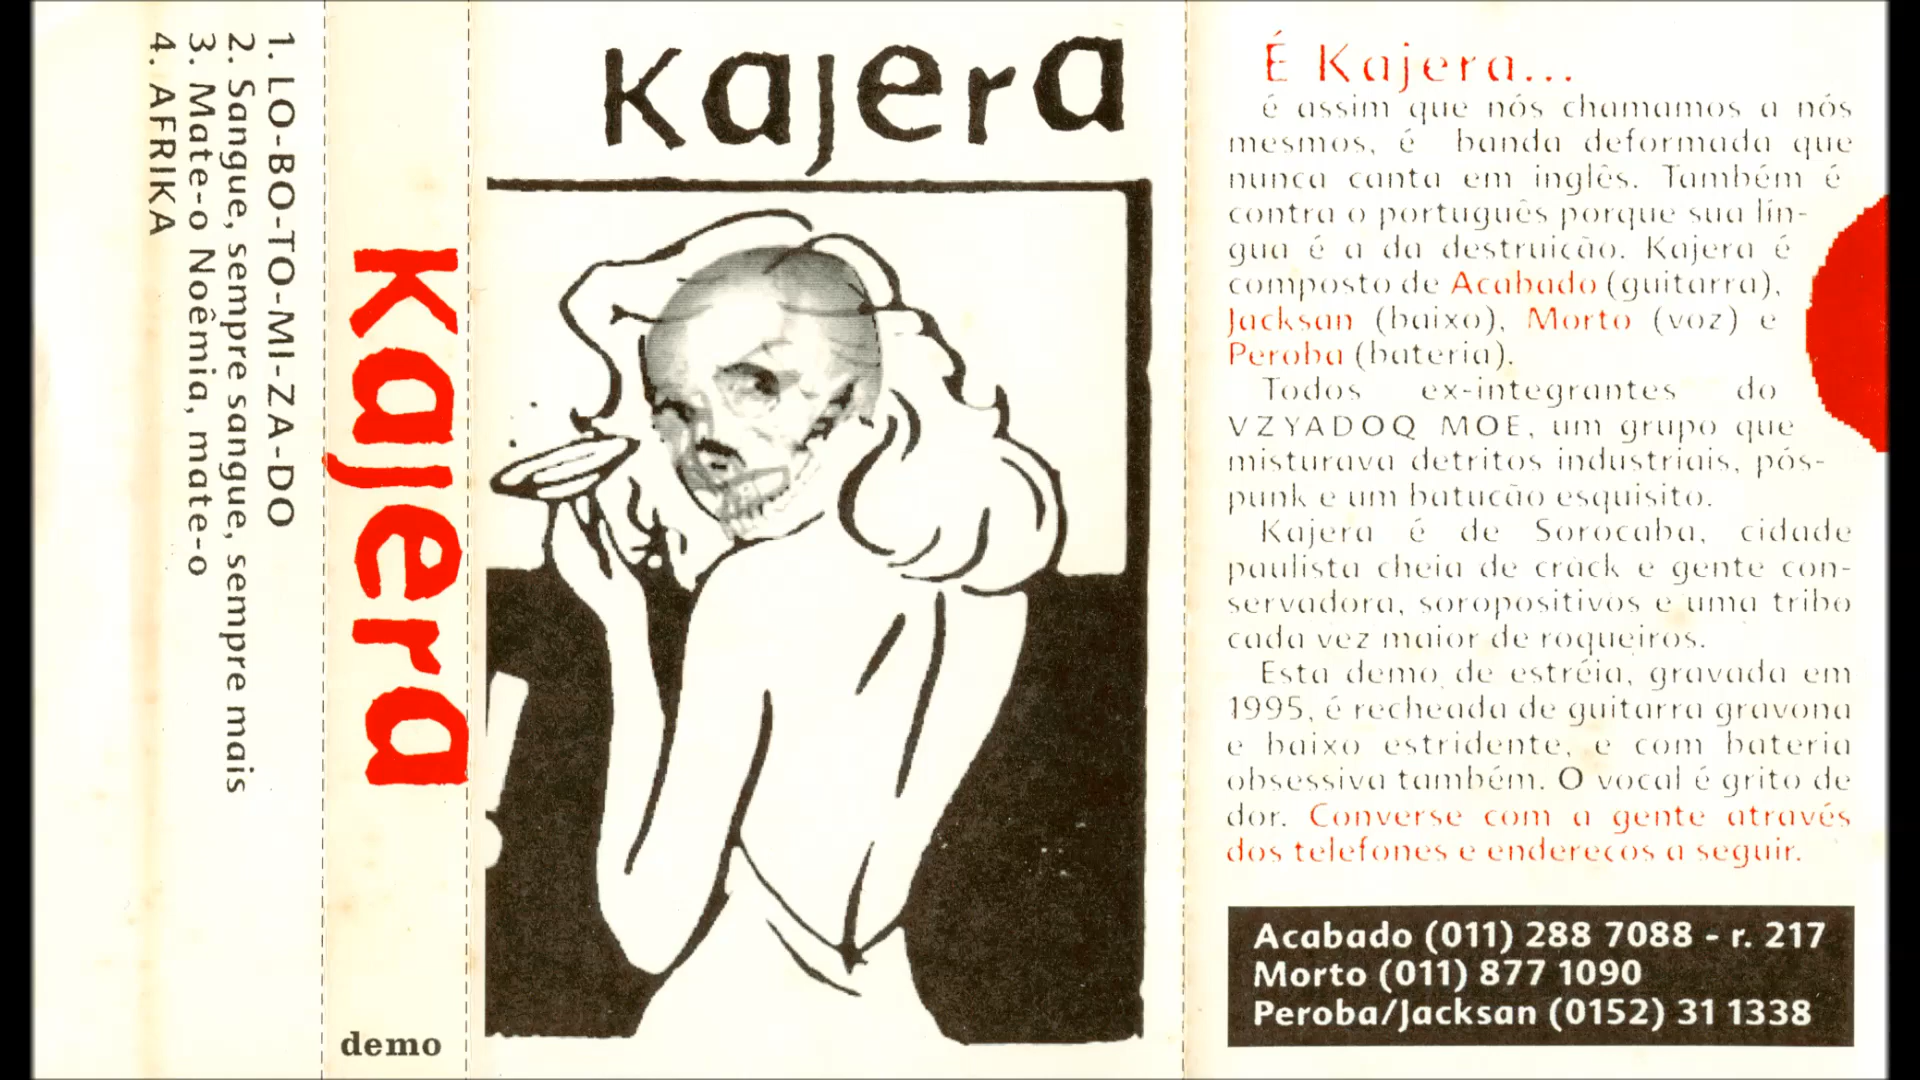 1. LO-BO-TO-MI-ZA-DO
2. Sangue, sempre sangue, sempre mais
3. Mate-o Noêmia, mate-o
4. AFRIKA
Kajera
demo
Kajera
É Kajera...
é assim que nós chamamos a nós
mesmos, é banda deformada que
nunca canta em inglês. Também é
contra o português porque sua lín-
gua é a da destruição. Kajera é
composto de Acabado (guitarra),
Jacksan (baixo), Morto (voz) e
Peroba (bateria).
Todos ex-integrantes do
VZYADOQ MOE, um grupo que
misturava detritos industriais, pós-
punk e um batucão esquisito.
Kajera é de Sorocaba, cidade
paulista cheia de crack e gente con-
servadora, soropositivos e uma tribo
cada vez maior de roqueiros.
Esta demo de estréia, gravada em
1995, é recheada de guitarra gravona
e baixo estridente, e com bateria
obsessiva também. O vocal é grito de
dor. Converse com a gente através
dos telefones e endereços a seguir.
Acabado (011) 288 7088 - r. 217
Morto (011) 877 1090
Peroba/Jacksan (0152) 31 1338